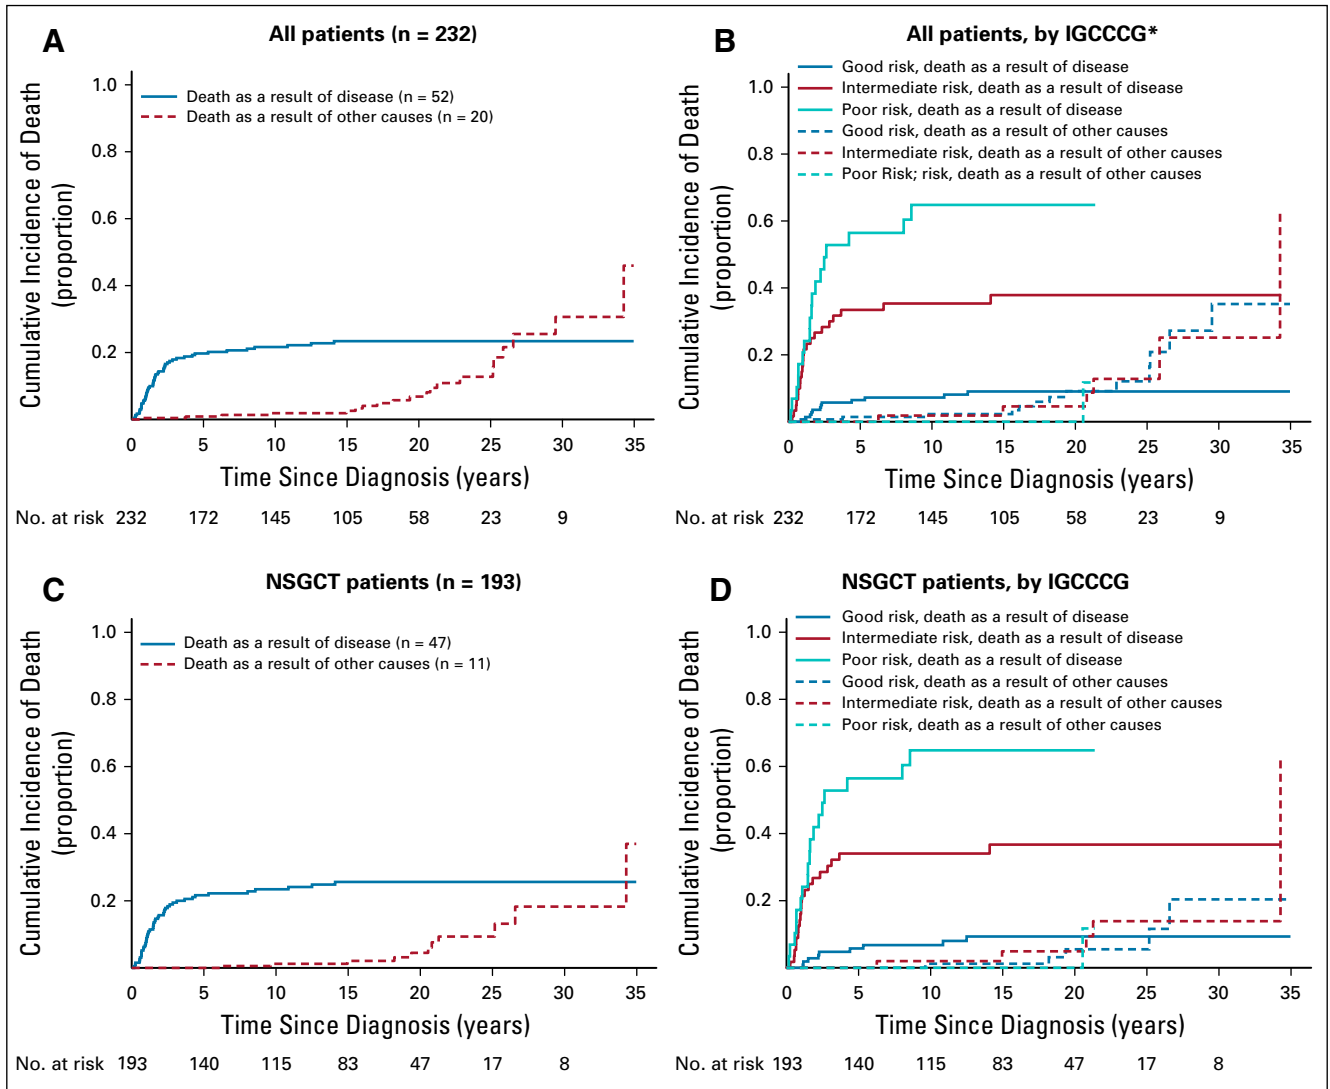 A
All patients (n = 232)
Cumulative Incidence of Death
(proportion)
1.0
0.8
0.6
0.4
0.2
Death as a result of disease (n = 52)
Death as a result of other causes (n = 20)
0 5 10 15 20 25 30 35
Time Since Diagnosis (years)
No. at risk 232 172 145 105 58 23 9
B
All patients, by IGCCCG*
Cumulative Incidence of Death
(proportion)
1.0
0.8
0.6
0.4
0.2
Good risk, death as a result of disease
Intermediate risk, death as a result of disease
Poor risk, death as a result of disease
Good risk, death as a result of other causes
Intermediate risk, death as a result of other causes
Poor Risk; risk, death as a result of other causes
0 5 10 15 20 25 30 35
Time Since Diagnosis (years)
No. at risk 232 172 145 105 58 23 9
C
NSGCT patients (n = 193)
Cumulative Incidence of Death
(proportion)
1.0
0.8
0.6
0.4
0.2
Death as a result of disease (n = 47)
Death as a result of other causes (n = 11)
0 5 10 15 20 25 30 35
Time Since Diagnosis (years)
No. at risk 193 140 115 83 47 17 8
D
NSGCT patients, by IGCCCG
Cumulative Incidence of Death
(proportion)
1.0
0.8
0.6
0.4
0.2
Good risk, death as a result of disease
Intermediate risk, death as a result of disease
Poor risk, death as a result of disease
Good risk, death as a result of other causes
Intermediate risk, death as a result of other causes
Poor risk, death as a result of other causes
0 5 10 15 20 25 30 35
Time Since Diagnosis (years)
No. at risk 193 140 115 83 47 17 8